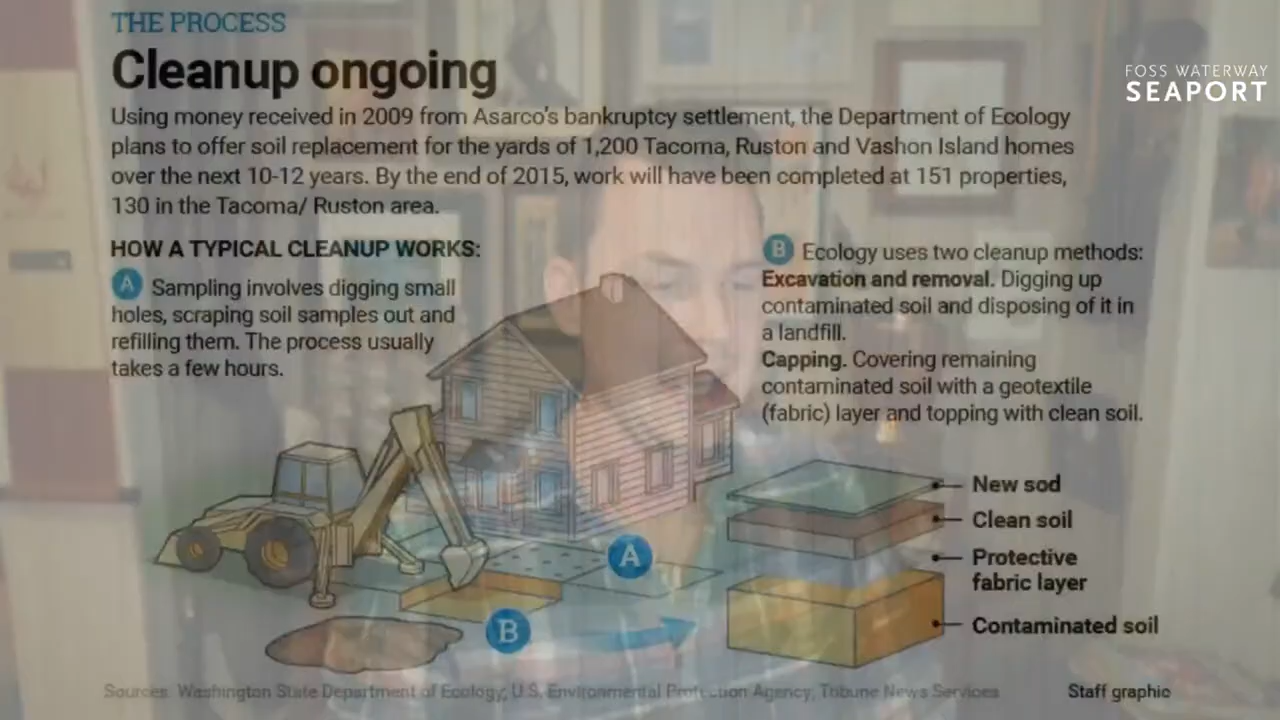 THE PROCESS
Cleanup ongoing
FOSS WATERWAY
SEAPORT
Using money received in 2009 from Asarco's bankruptcy settlement, the Department of Ecology
plans to offer soil replacement for the yards of 1,200 Tacoma, Ruston and Vashon Island homes
over the next 10-12 years. By the end of 2015, work will have been completed at 151 properties,
130 in the Tacoma/ Ruston area.
HOW A TYPICAL CLEANUP WORKS:
A Sampling involves digging small
holes, scraping soil samples out and
refilling them. The process usually
takes a few hours.
B Ecology uses two cleanup methods:
Excavation and removal. Digging up
contaminated soil and disposing of it in
a landfill.
Capping. Covering remaining
contaminated soil with a geotextile
(fabric) layer and topping with clean soil.
New sod
Clean soil
Protective
fabric layer
Contaminated soil
A
B
Sources: Washington State Department of Ecology, U.S. Environmental Protection Agency, Tribune News Services
Staff graphic